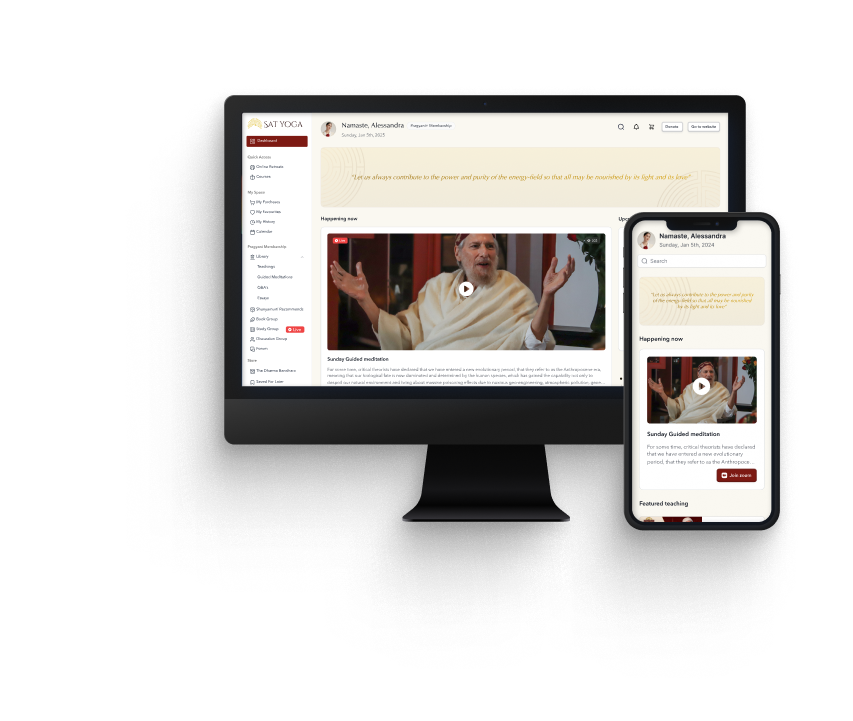 SAT YOGA
Dashboard
Quick Access
Online Retreats
Courses
My Space
My Purchases
My Favourites
My History
Calendar
Pragyani Membership
Library
Teachings
Guided Meditations
Q&A's
Essays
Shunyamurti Recommends
Book Group
Study Group
Live
Discussion Group
Forum
Store
The Dharma Bandhara
Saved For Later
Namaste, Alessandra
Pragyani+ Membership
Sunday, Jan 5th, 2025
Donate
Go to website
"Let us always contribute to the power and purity of the energy-field so that all may be nourished by its light and its love"
Happening now
Live
Sunday Guided meditation
For some time, critical theorists have declared that we have entered a new evolutionary period, that they refer to as the Anthropocene era,
meaning that our biological fate is now dominated and determined by the human species, which has gained the capability not only to
despoil our natural environment and bring about massive poisoning effects due to noxious geo-engineering, atmospheric pollution,
Namaste, Alessandra
Sunday, Jan 5th, 2024
Search
"Let us always contribute to the power and purity
of the energy-field so that all may be nourished
by its light and its love"
Happening now
Sunday Guided meditation
For some time, critical theorists have declared
that we have entered a new evolutionary
period, that they refer to as the Anthropose...
Join zoom
Featured teaching